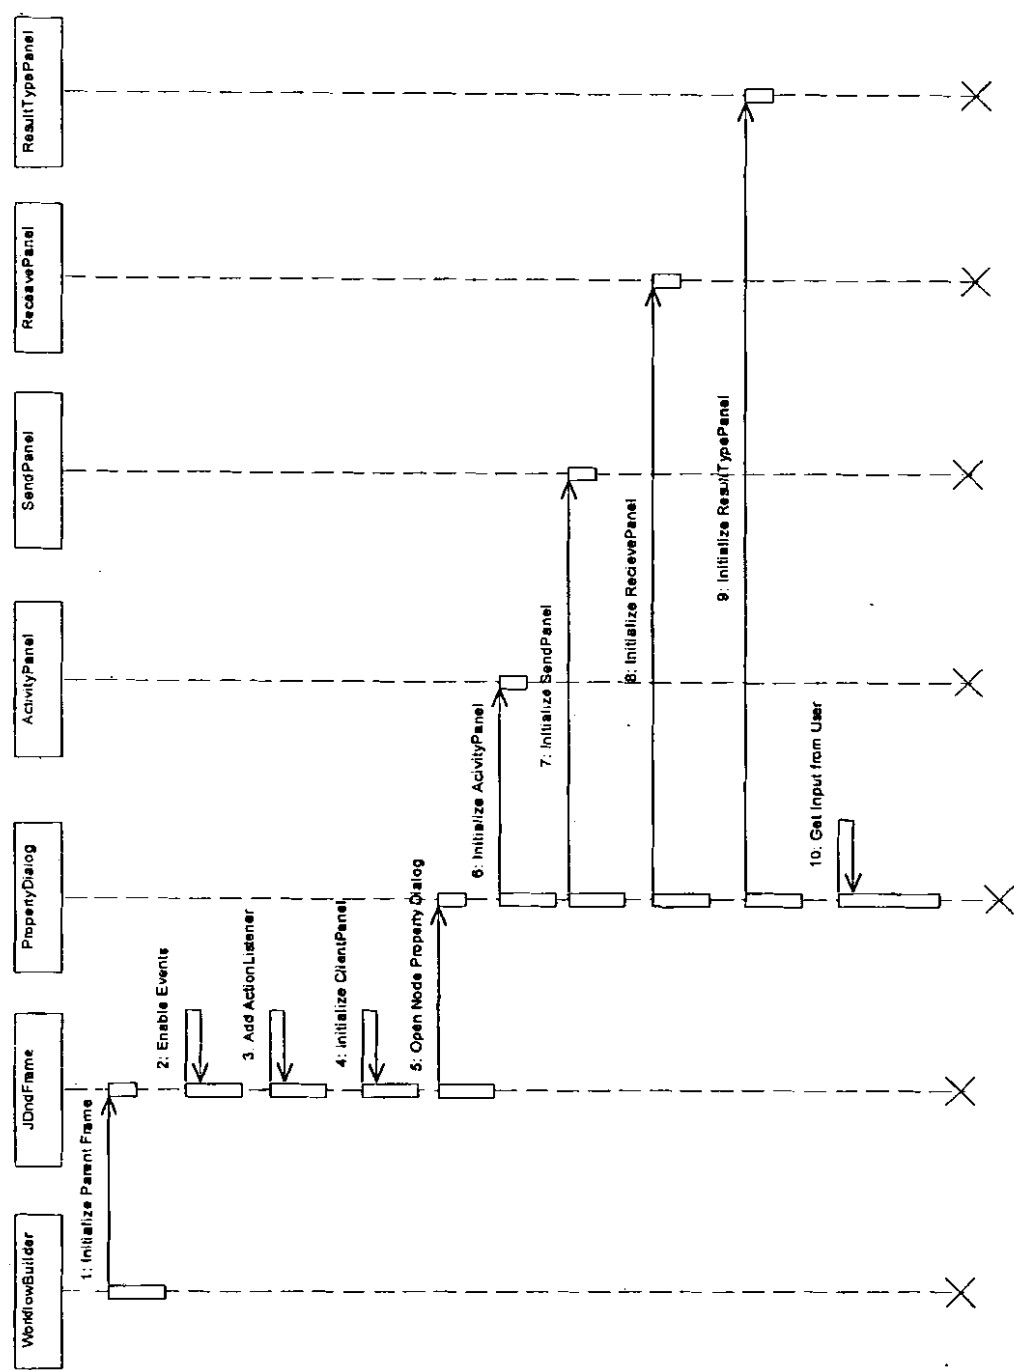 WorkflowBuilder
JDndFrame
PropertyDialog
ActivityPanel
SendPanel
ReceavePanel
ResultTypePanel
1: Initialize Parent Frame
2: Enable Events
3. Add ActionListener
4: Initialize ClientPanel
5: Open Node Property Dialog
6: Initialize AcivityPanel
7: Initialize SendPanel
8: Initialize RecievePanel
9: Initialize ResultTypePanel
10: Get Input from User